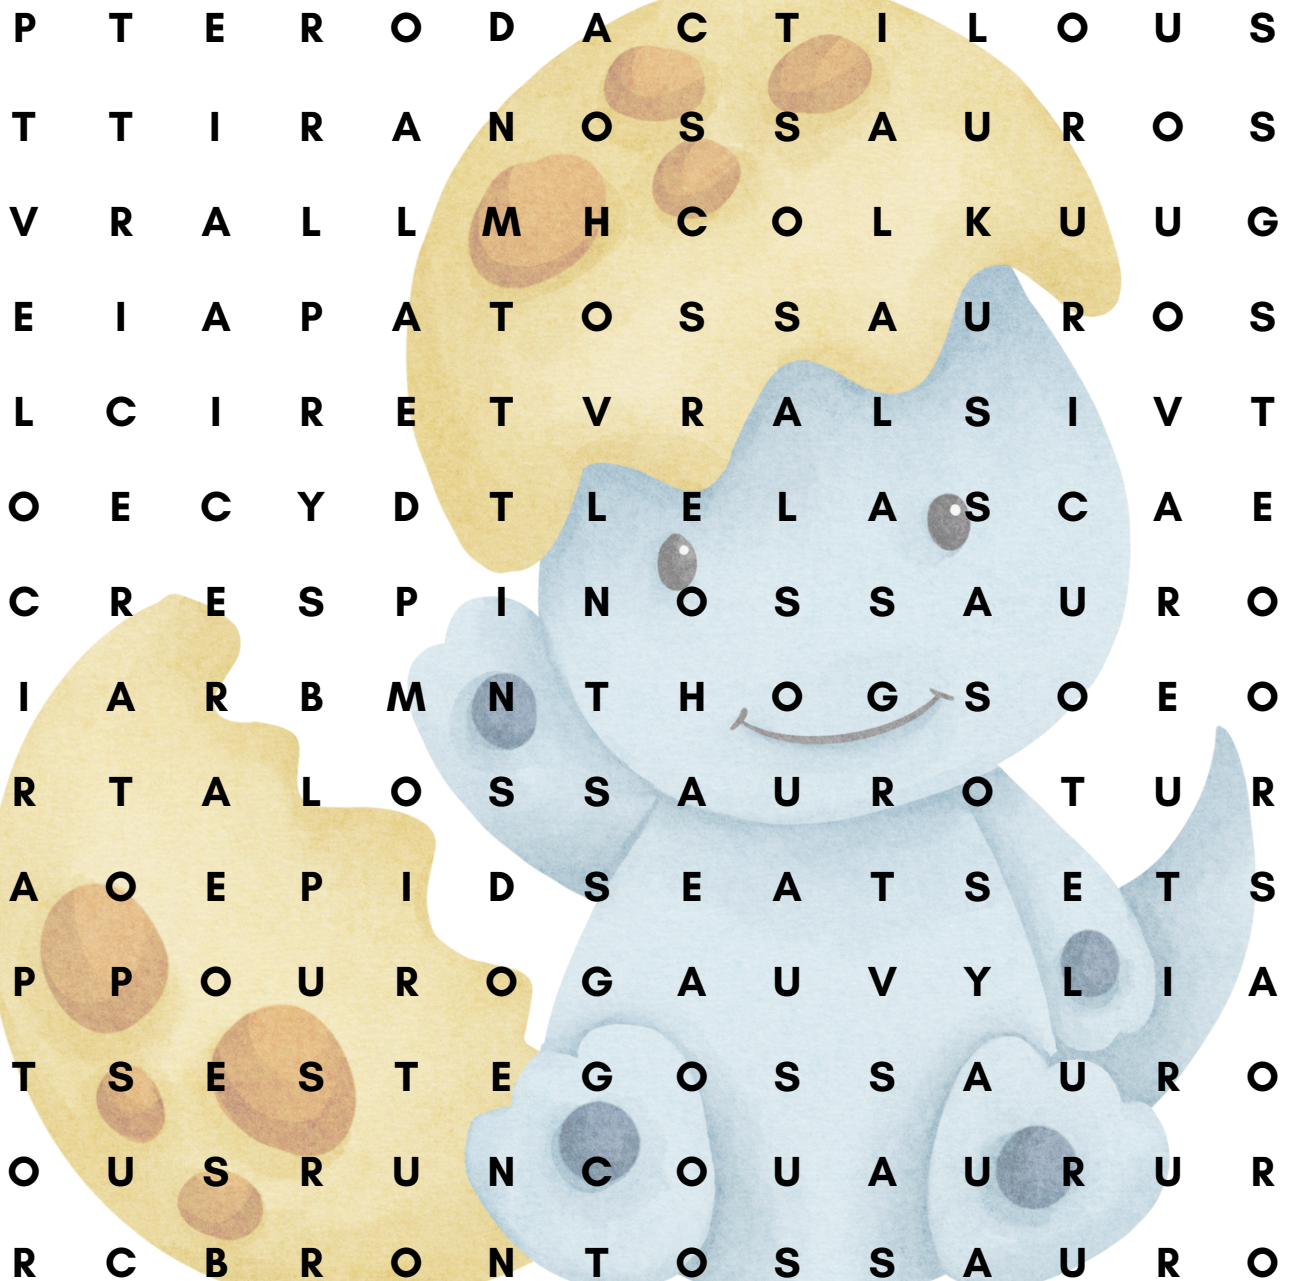 P T E R O D A C T I L O U S
T T I R A N O S S A U R O S
V R A L L M H C O L K U U G
E I A P A T O S S A U R O S
L C I R E T V R A L S I V T
O E C Y D T L E L A S C A E
C R E S P I N O S S A U R O
I A R B M N T H O G S O E O
R T A L O S S A U R O T U R
A O E P I D S E A T S E T S
P P O U R O G A U V Y L I A
T S E S T E G O S S A U R O
O U S R U N C O U A U R U R
R C B R O N T O S S A U R O